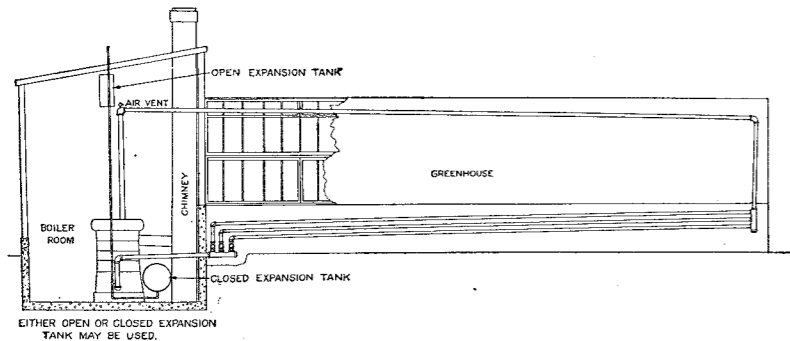 OPEN EXPANSION TANK
AIR VENT
CHIMNEY
GREENHOUSE
BOILER
ROOM
CLOSED EXPANSION TANK
EITHER OPEN OR CLOSED EXPANSION
TANK MAY BE USED.